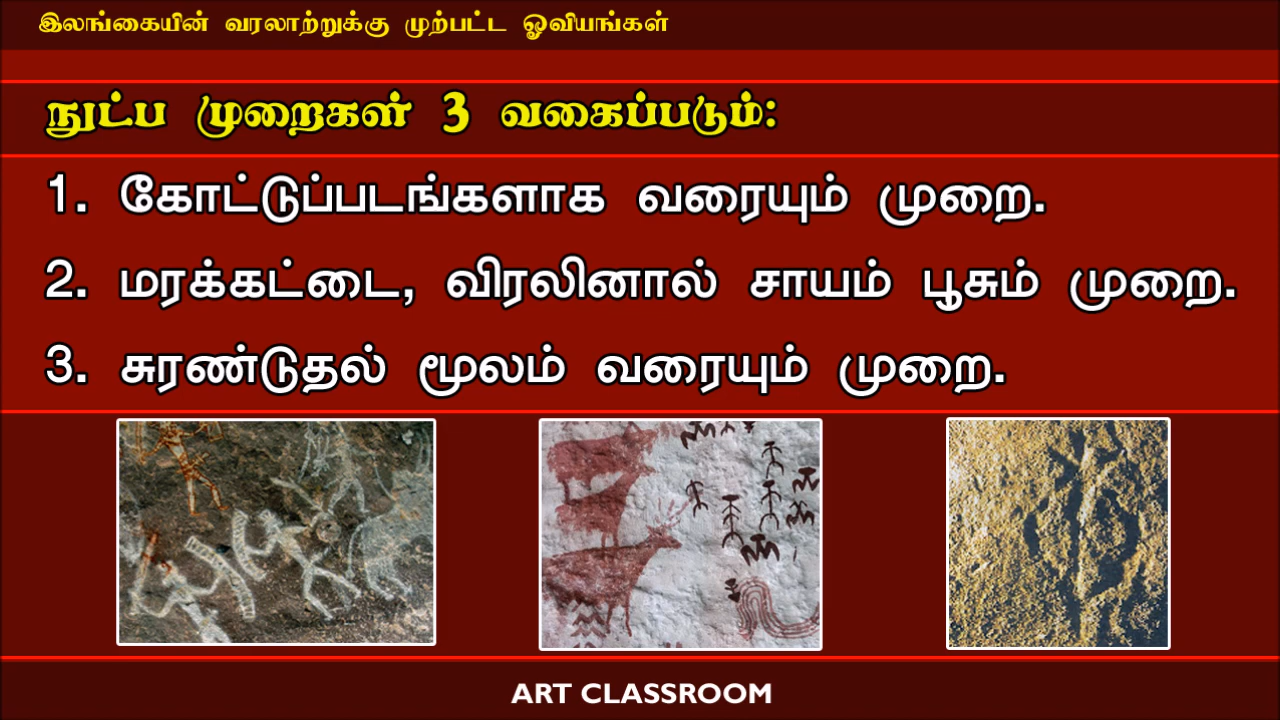 இலங்கையின் வரலாற்றுக்கு முற்பட்ட ஓவியங்கள்
நுட்ப முறைகள் 3 வகைப்படும்:
1. கோட்டுப்படங்களாக வரையும் முறை.
2. மரக்கட்டை, விரலினால் சாயம் பூசும் முறை.
3. சுரண்டுதல் மூலம் வரையும் முறை.
ART CLASSROOM